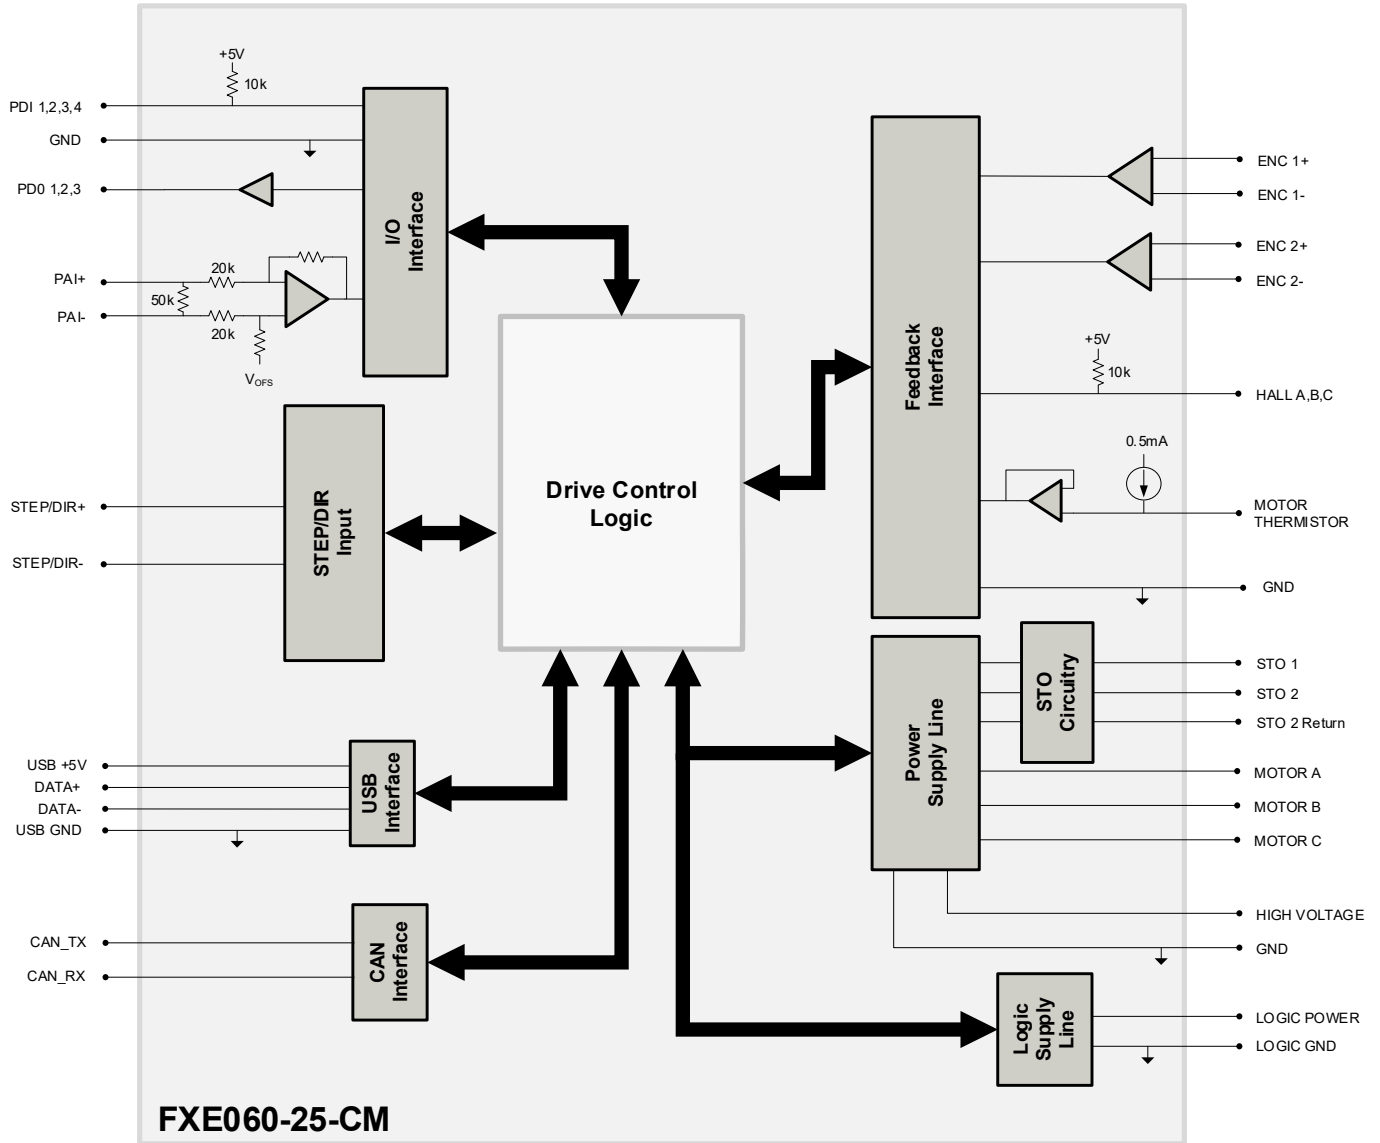 +5V
10k
PDI 1,2,3,4
GND
PD0 1,2,3
PAI+
20k
50k
PAI-
20k
VOFS
I/O
Interface
STEP/DIR+
STEP/DIR-
STEP/DIR
Input
Drive Control
Logic
USB +5V
DATA+
DATA-
USB GND
USB
Interface
CAN_TX
CAN_RX
CAN
Interface
Feedback
Interface
ENC 1+
ENC 1-
ENC 2+
ENC 2-
+5V
10k
HALL A,B,C
0.5mA
MOTOR
THERMISTOR
GND
Power
Supply Line
STO
Circuitry
STO 1
STO 2
STO 2 Return
MOTOR A
MOTOR B
MOTOR C
HIGH VOLTAGE
GND
Logic
Supply
Line
LOGIC POWER
LOGIC GND
FXE060-25-CM